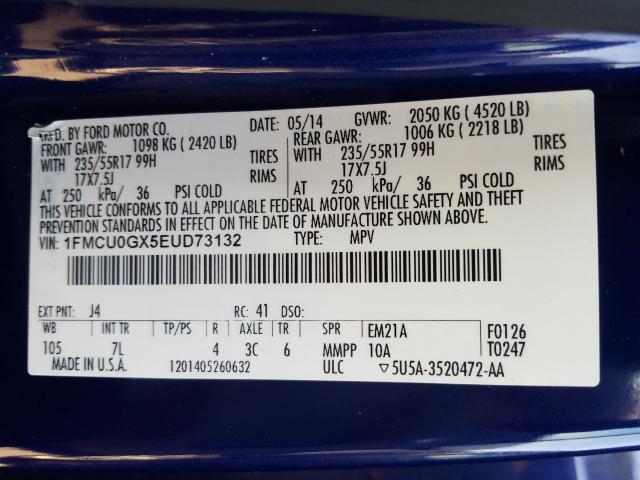 MFD. BY FORD MOTOR CO. DATE: 05/14 GVWR: 2050 KG ( 4520 LB)
FRONT GAWR: 1098 KG ( 2420 LB) REAR GAWR: 1006 KG ( 2218 LB)
WITH 235/55R17 99H TIRES WITH 235/55R17 99H TIRES
17X7.5J RIMS 17X7.5J RIMS
AT 250 kPa/ 36 PSI COLD AT 250 kPa/ 36 PSI COLD
THIS VEHICLE CONFORMS TO ALL APPLICABLE FEDERAL MOTOR VEHICLE SAFETY AND THEFT
PREVENTION STANDARDS IN EFFECT ON THE DATE OF MANUFACTURE SHOWN ABOVE.
VIN: 1FMCU0GX5EUD73132 TYPE: MPV
EXT PNT: J4 RC: 41 DSO:
WB INT TR TP/PS R AXLE TR SPR EM21A F0126
105 7L 4 3C 6 MMPP 10A T0247
MADE IN U.S.A. 1201405260632 ULC ▽5U5A-3520472-AA